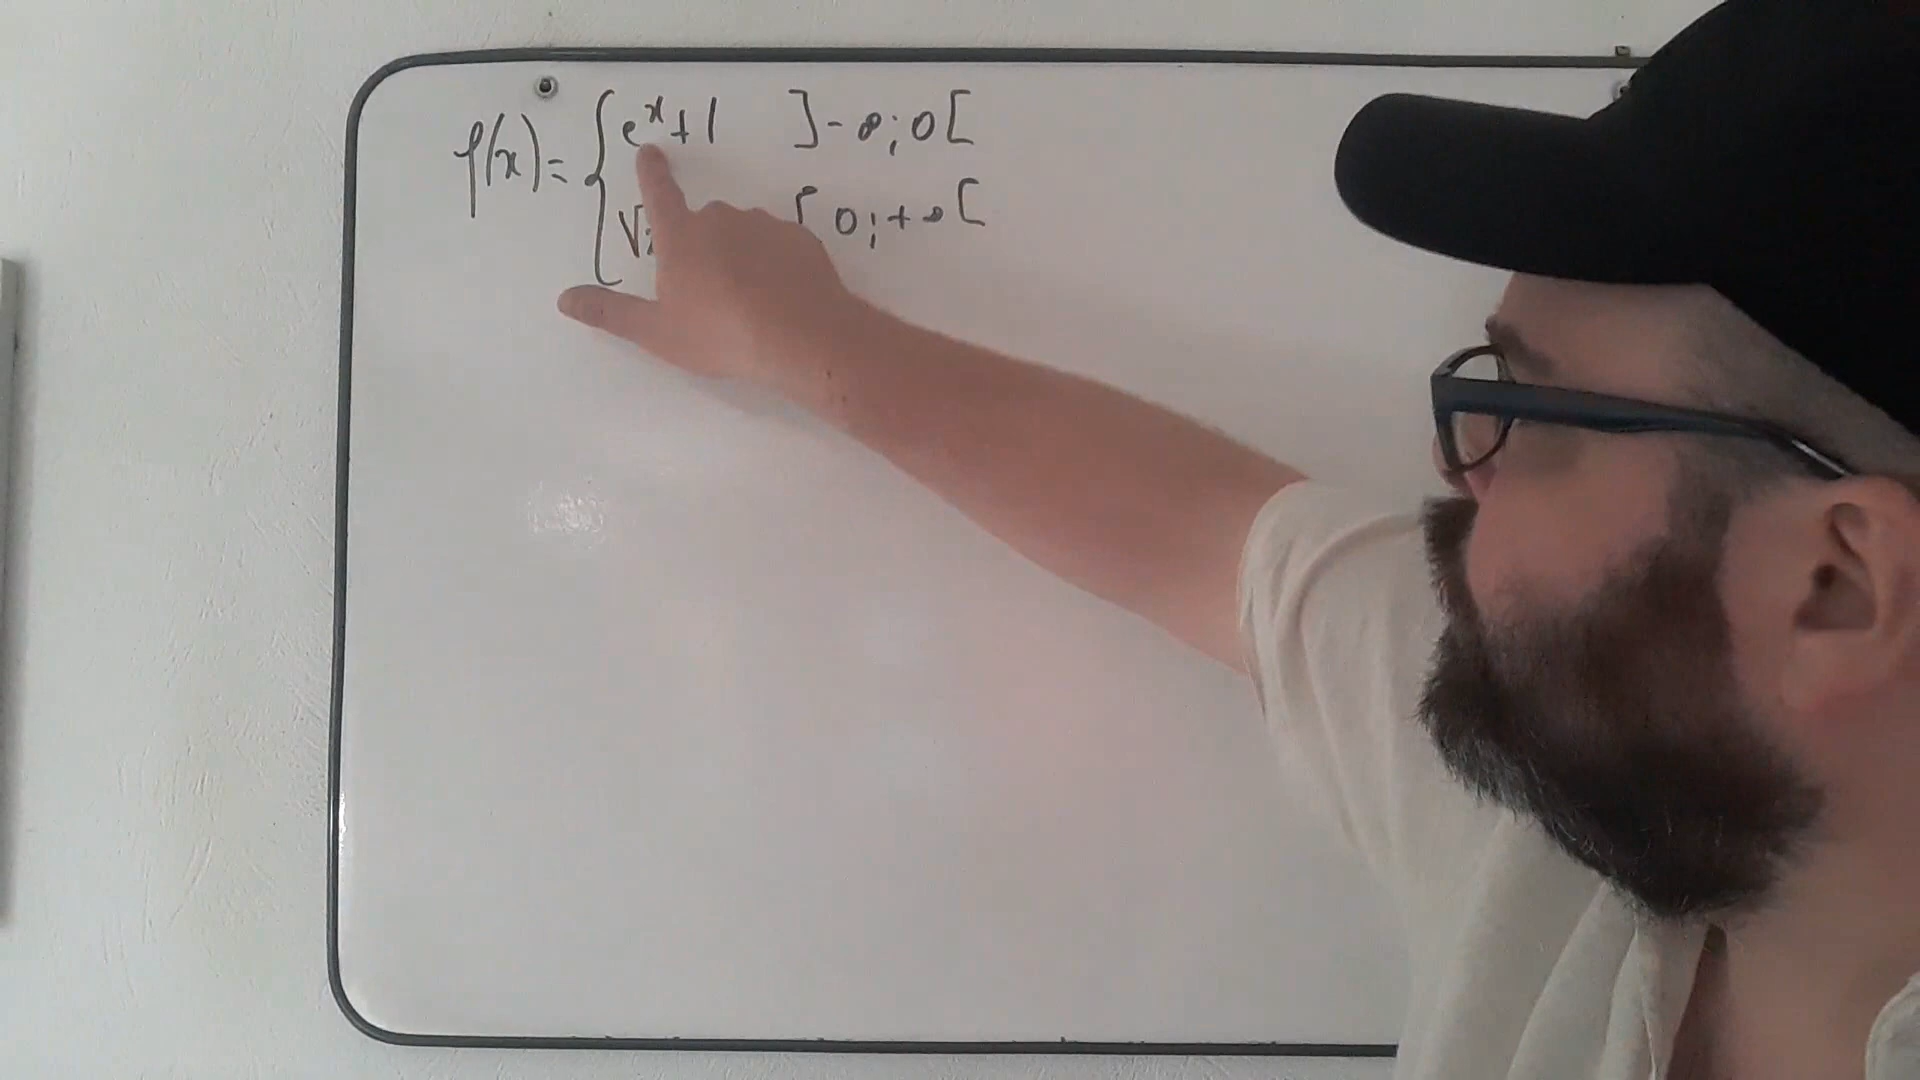 f(x) = { e^x + 1 ]-∞; 0[
√x [0; +∞[